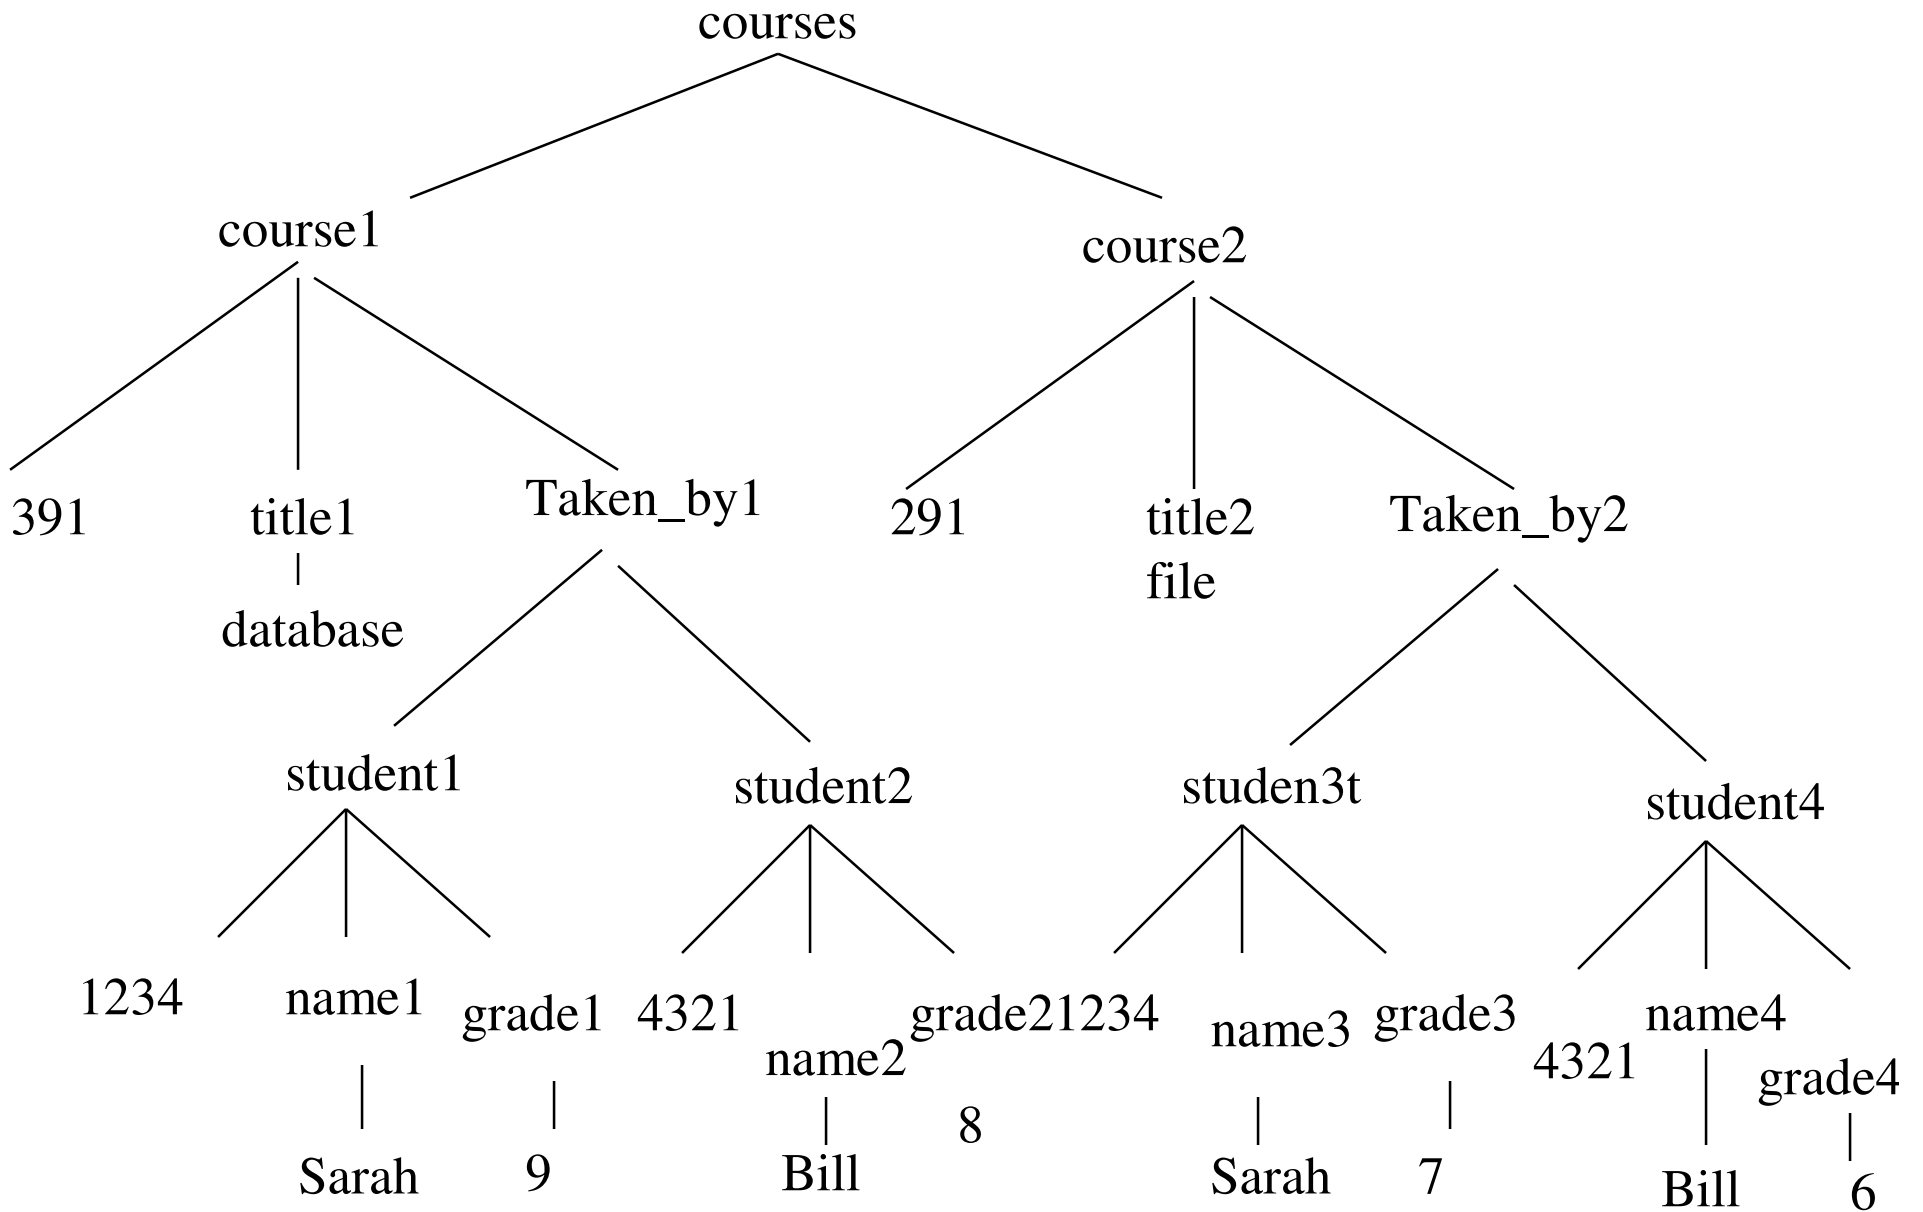 courses
course1
course2
391
title1
Taken_by1
291
title2
Taken_by2
database
file
student1
student2
studen3t
student4
1234
name1
grade1
4321
name2
grade21234
name3
grade3
4321
name4
grade4
Sarah
9
Bill
8
Sarah
7
Bill
6